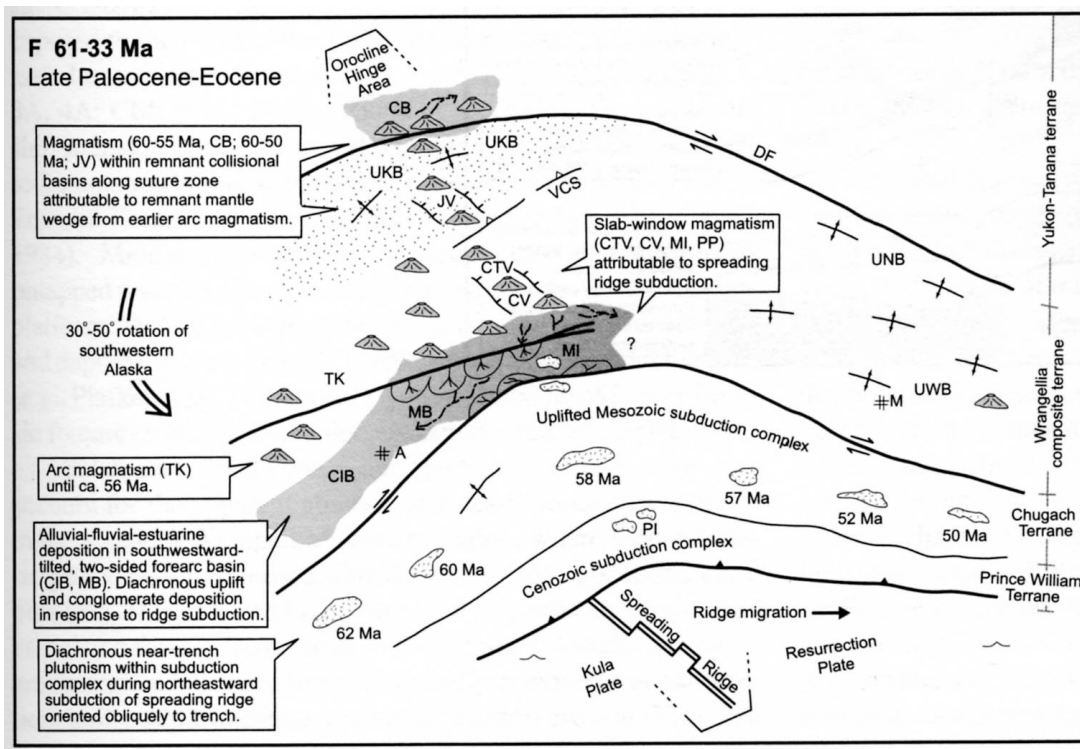 F 61-33 Ma
Late Paleocene-Eocene
Orocline
Hinge
Area
CB
Magmatism (60-55 Ma, CB; 60-50
Ma; JV) within remnant collisional
basins along suture zone
attributable to remnant mantle
wedge from earlier arc magmatism.
UKB
UKB
JV
VCS
DF
Yukon-Tanana terrane
Slab-window magmatism
(CTV, CV, MI, PP)
attributable to spreading
ridge subduction.
CTV
CV
UNB
30°-50° rotation of
southwestern
Alaska
TK
MI
?
MB
UWB
M
Wrangellia
composite terrane
Uplifted Mesozoic subduction complex
A
CIB
Arc magmatism (TK)
until ca. 56 Ma.
58 Ma
57 Ma
52 Ma
50 Ma
Chugach
Terrane
Alluvial-fluvial-estuarine
deposition in southwestward-
tilted, two-sided forearc basin
(CIB, MB). Diachronous uplift
and conglomerate deposition
in response to ridge subduction.
PI
60 Ma
Cenozoic subduction complex
Prince William
Terrane
62 Ma
Spreading
Ridge
Ridge migration
Diachronous near-trench
plutonism within subduction
complex during northeastward
subduction of spreading ridge
oriented obliquely to trench.
Kula
Plate
Resurrection
Plate